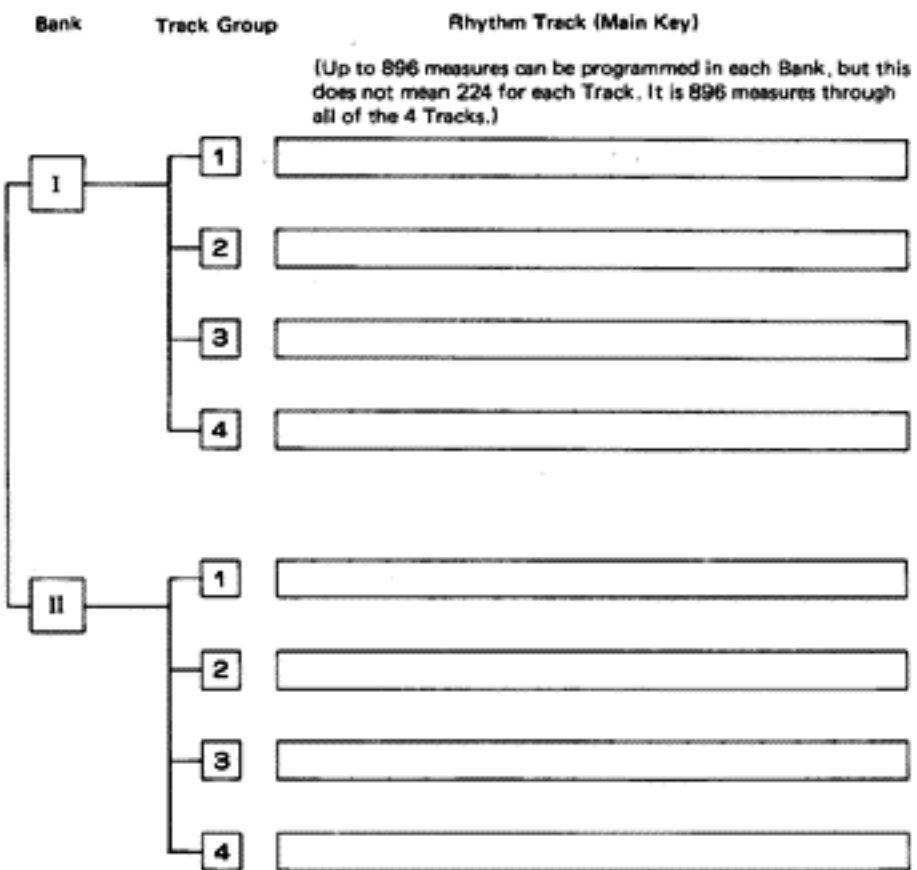 Bank Track Group Rhythm Track (Main Key)
(Up to 896 measures can be programmed in each Bank, but this
does not mean 224 for each Track. It is 896 measures through
all of the 4 Tracks.)
1
I
2
3
4
1
II
2
3
4